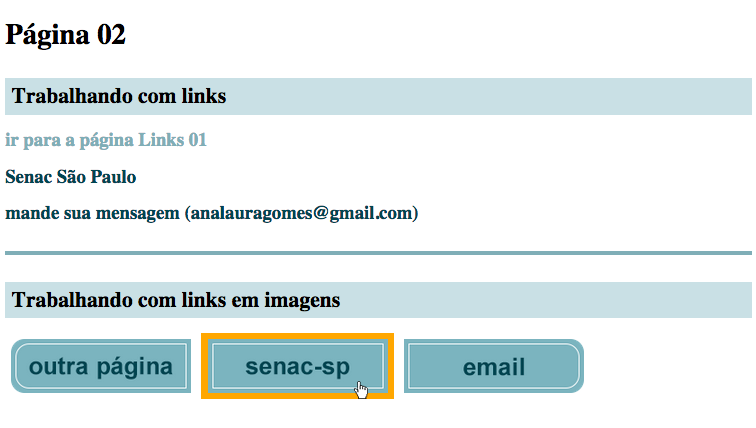 Página 02
Trabalhando com links
ir para a página Links 01
Senac São Paulo
mande sua mensagem (analauragomes@gmail.com)
Trabalhando com links em imagens
outra página senac-sp email